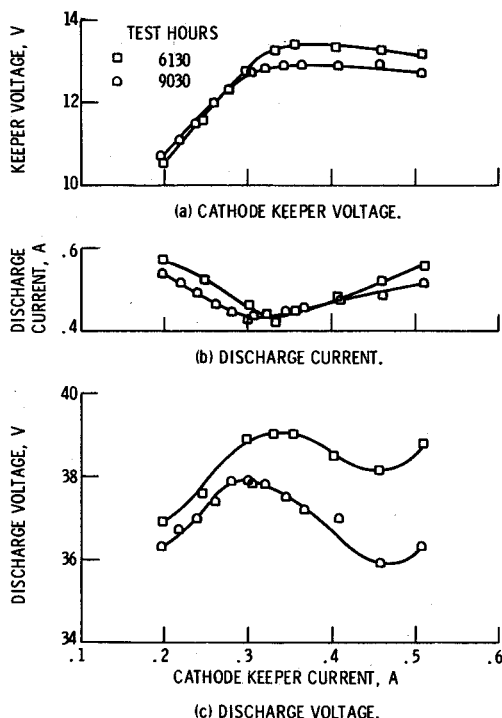 KEEPER VOLTAGE, V
14
12
10
TEST HOURS
6130
9030
(a) CATHODE KEEPER VOLTAGE.
DISCHARGE
CURRENT, A
.6
.4
(b) DISCHARGE CURRENT.
DISCHARGE VOLTAGE, V
40
38
36
34
.1
.2
.3
.4
.5
.6
CATHODE KEEPER CURRENT, A
(c) DISCHARGE VOLTAGE.